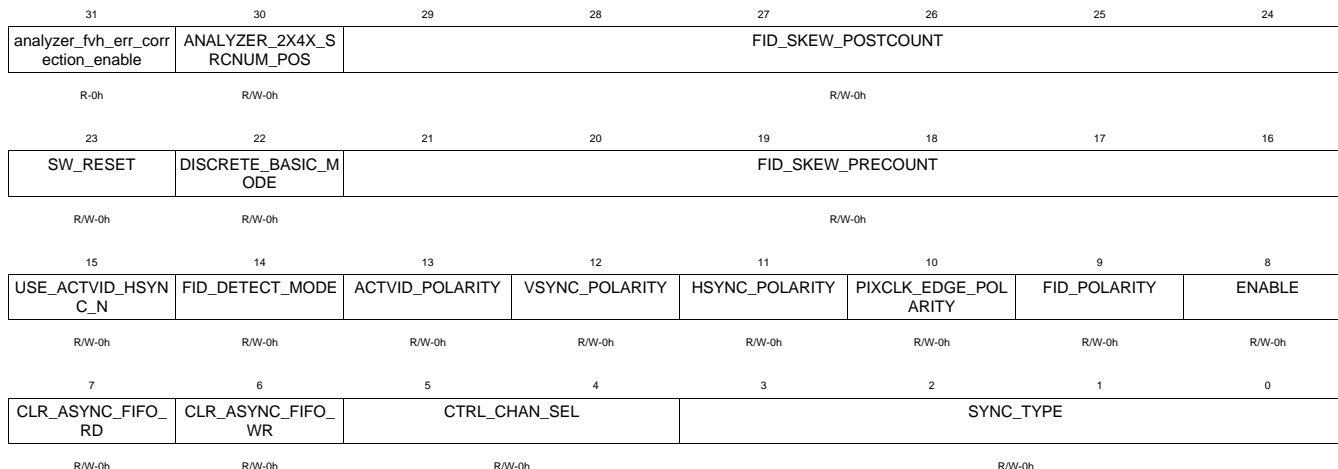 31 30 29 28 27 26 25 24
analyzer_fvh_err_corr ANALYZER_2X4X_S FID_SKEW_POSTCOUNT
ection_enable RCNUM_POS
R-0h R/W-0h R/W-0h
23 22 21 20 19 18 17 16
SW_RESET DISCRETE_BASIC_M FID_SKEW_PRECOUNT
ODE
R/W-0h R/W-0h R/W-0h
15 14 13 12 11 10 9 8
USE_ACTVID_HSYN FID_DETECT_MODE ACTVID_POLARITY VSYNC_POLARITY HSYNC_POLARITY PIXCLK_EDGE_POL FID_POLARITY ENABLE
C_N ARITY
R/W-0h R/W-0h R/W-0h R/W-0h R/W-0h R/W-0h R/W-0h R/W-0h
7 6 5 4 3 2 1 0
CLR_ASYNC_FIFO_ CLR_ASYNC_FIFO_ CTRL_CHAN_SEL SYNC_TYPE
RD WR
R/W-0h R/W-0h R/W-0h R/W-0h